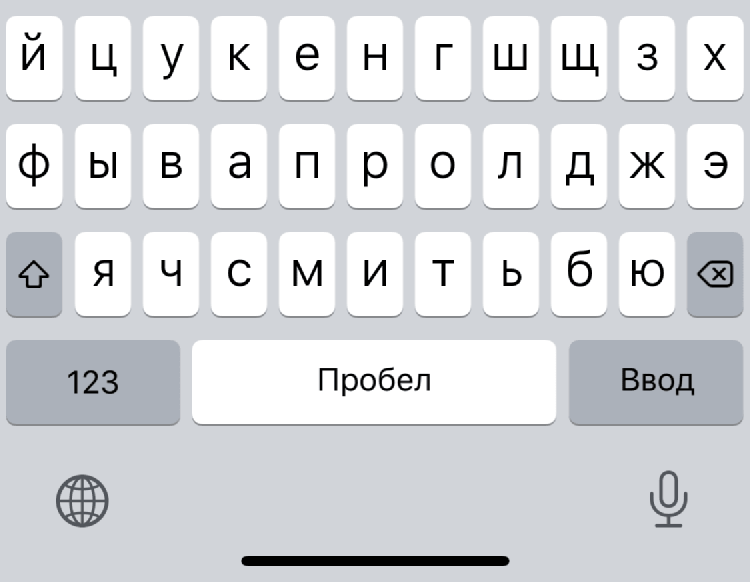 й ц у к е н г ш щ з х
ф ы в а п р о л д ж э
я ч с м и т ь б ю
123 Пробел Ввод